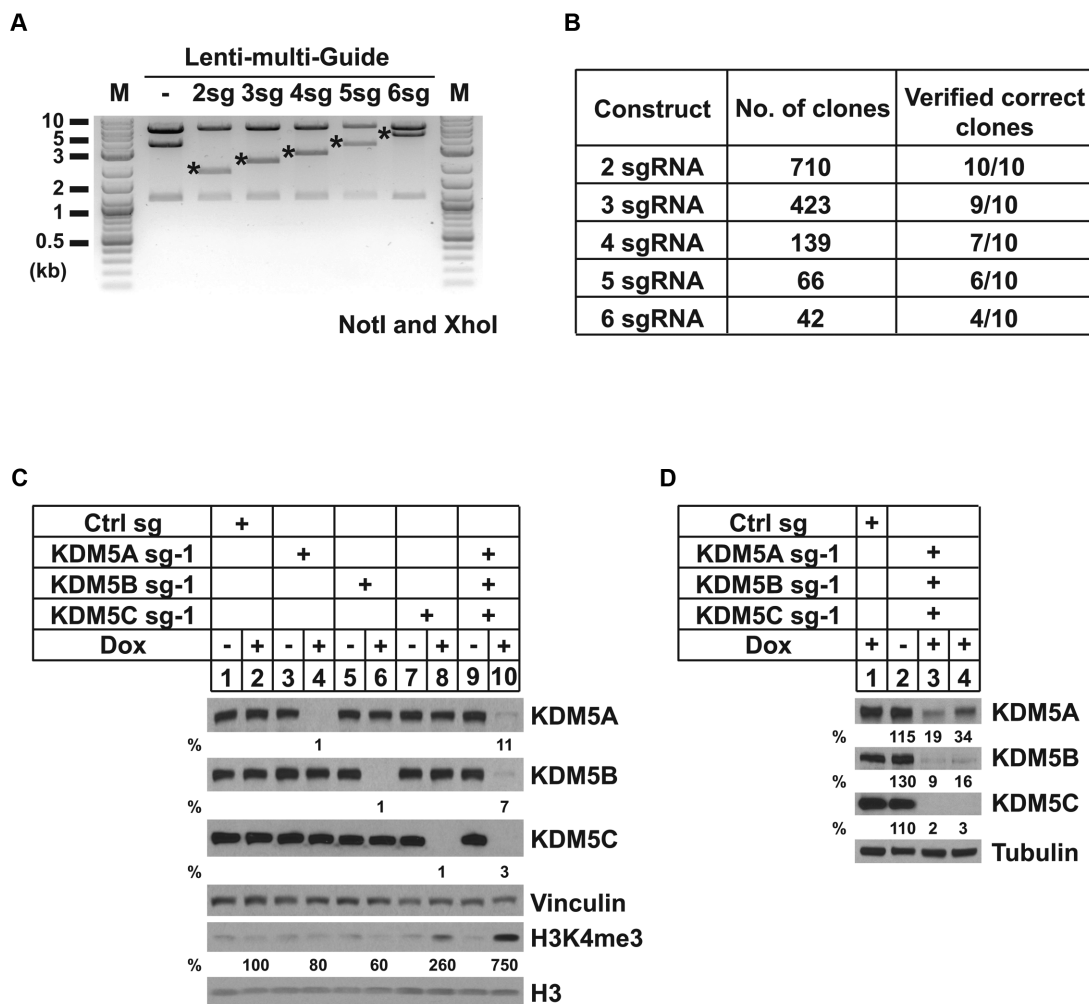 A
Lenti-multi-Guide
M - 2sg 3sg 4sg 5sg 6sg M
10
5
3
2
1
0.5
(kb)
* * * * *
NotI and XhoI
B
Construct No. of clones Verified correct clones
2 sgRNA 710 10/10
3 sgRNA 423 9/10
4 sgRNA 139 7/10
5 sgRNA 66 6/10
6 sgRNA 42 4/10
C
Ctrl sg +
KDM5A sg-1 + +
KDM5B sg-1 + +
KDM5C sg-1 + +
Dox - + - + - + - + - +
1 2 3 4 5 6 7 8 9 10
KDM5A
% 1 11
KDM5B
% 1 7
KDM5C
% 1 3
Vinculin
H3K4me3
% 100 80 60 260 750
H3
D
Ctrl sg +
KDM5A sg-1 +
KDM5B sg-1 +
KDM5C sg-1 +
Dox + - + +
1 2 3 4
KDM5A
% 115 19 34
KDM5B
% 130 9 16
KDM5C
% 110 2 3
Tubulin